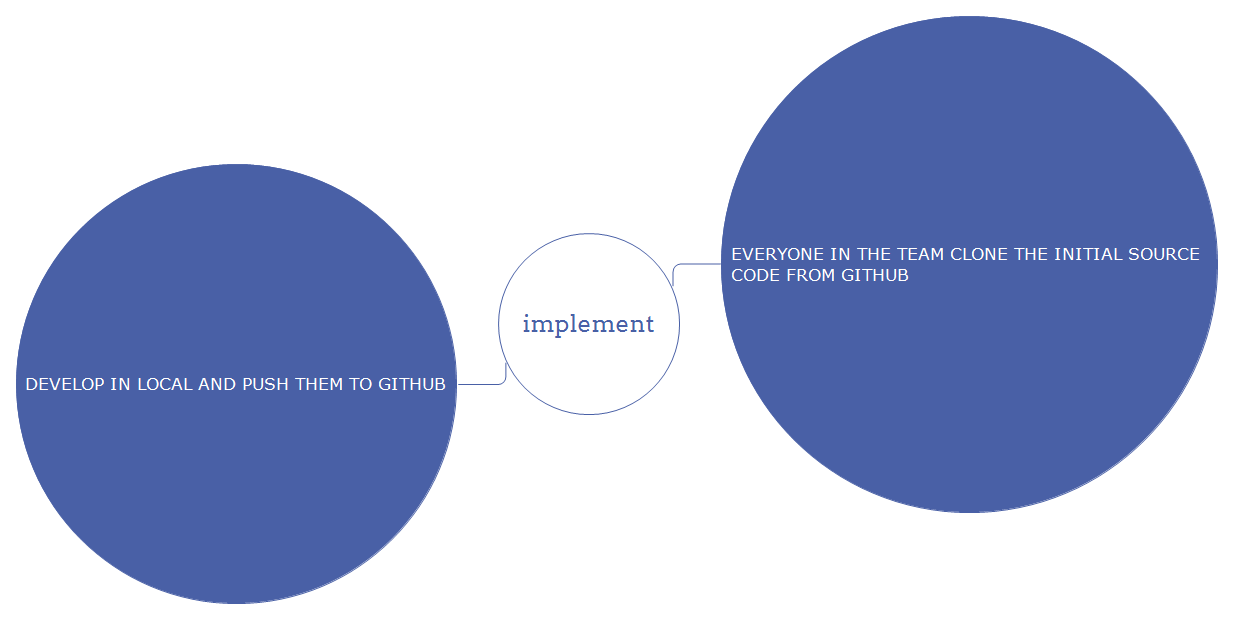 EVERYONE IN THE TEAM CLONE THE INITIAL SOURCE
CODE FROM GITHUB
implement
DEVELOP IN LOCAL AND PUSH THEM TO GITHUB